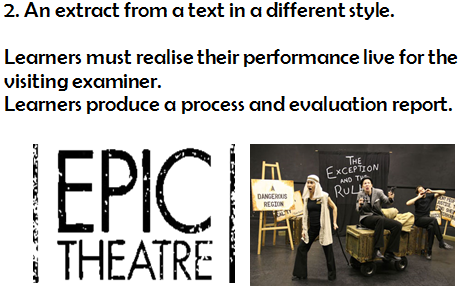 2. An extract from a text in a different style.
Learners must realise their performance live for the
visiting examiner.
Learners produce a process and evaluation report.
EPIC
THEATRE
THE
EXCEPTION
AND THE
RULE
A
DANGEROUS
REGION